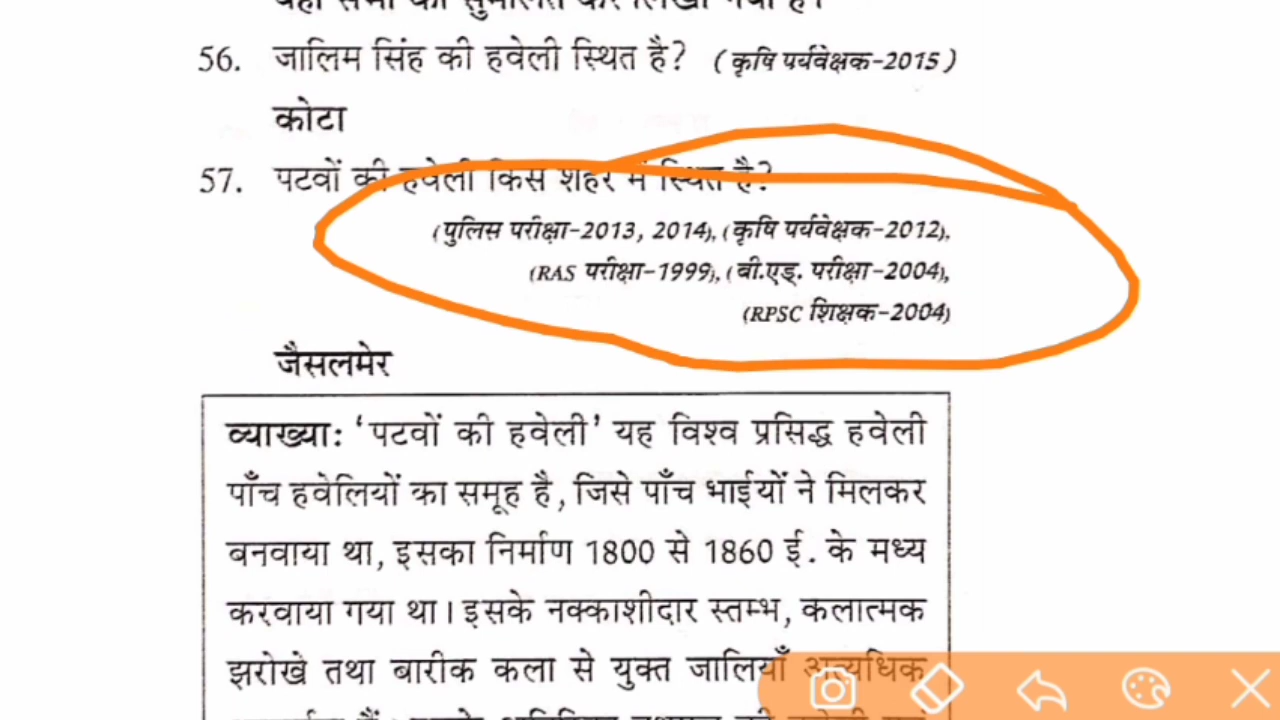 56. जालिम सिंह की हवेली स्थित है? (कृषि पर्यवेक्षक-2015)
कोटा
57. पटवों की हवेली किस शहर में स्थित है?
(पुलिस परीक्षा-2013, 2014), (कृषि पर्यवेक्षक-2012),
(RAS परीक्षा-1999), (बी.एड्. परीक्षा-2004),
(RPSC शिक्षक-2004)
जैसलमेर
व्याख्या: 'पटवों की हवेली' यह विश्व प्रसिद्ध हवेली
पाँच हवेलियों का समूह है, जिसे पाँच भाईयों ने मिलकर
बनवाया था, इसका निर्माण 1800 से 1860 ई. के मध्य
करवाया गया था। इसके नक्काशीदार स्तम्भ, कलात्मक
झरोखे तथा बारीक कला से युक्त जालियाँ अत्यधिक